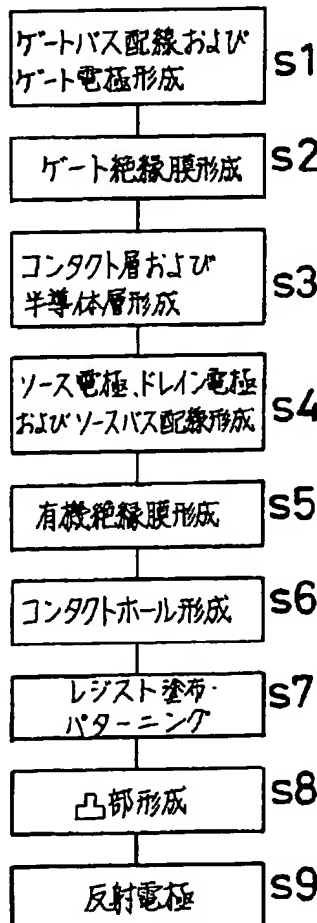 ゲートバス配線および
ゲート電極形成
S1
ゲート絶縁膜形成
S2
コンタクト層および
半導体層形成
S3
ソース電極、ドレイン電極
およびソースバス配線形成
S4
有機絶縁膜形成
S5
コンタクトホール形成
S6
レジスト塗布・
パターニング
S7
凸部形成
S8
反射電極
S9